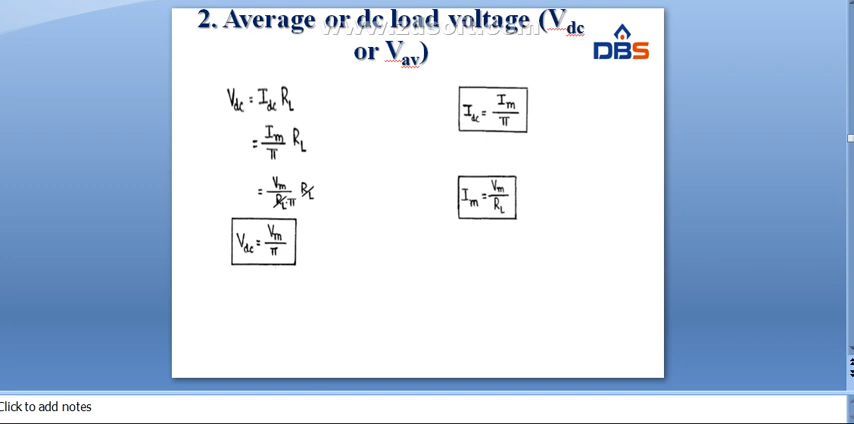 2. Average or dc load voltage (Vdc
or Vav)
DBS
Vdc = Idc RL
= Im/π RL
= Vm/RL·π RL
Vdc = Vm/π
Idc = Im/π
Im = Vm/RL
Click to add notes